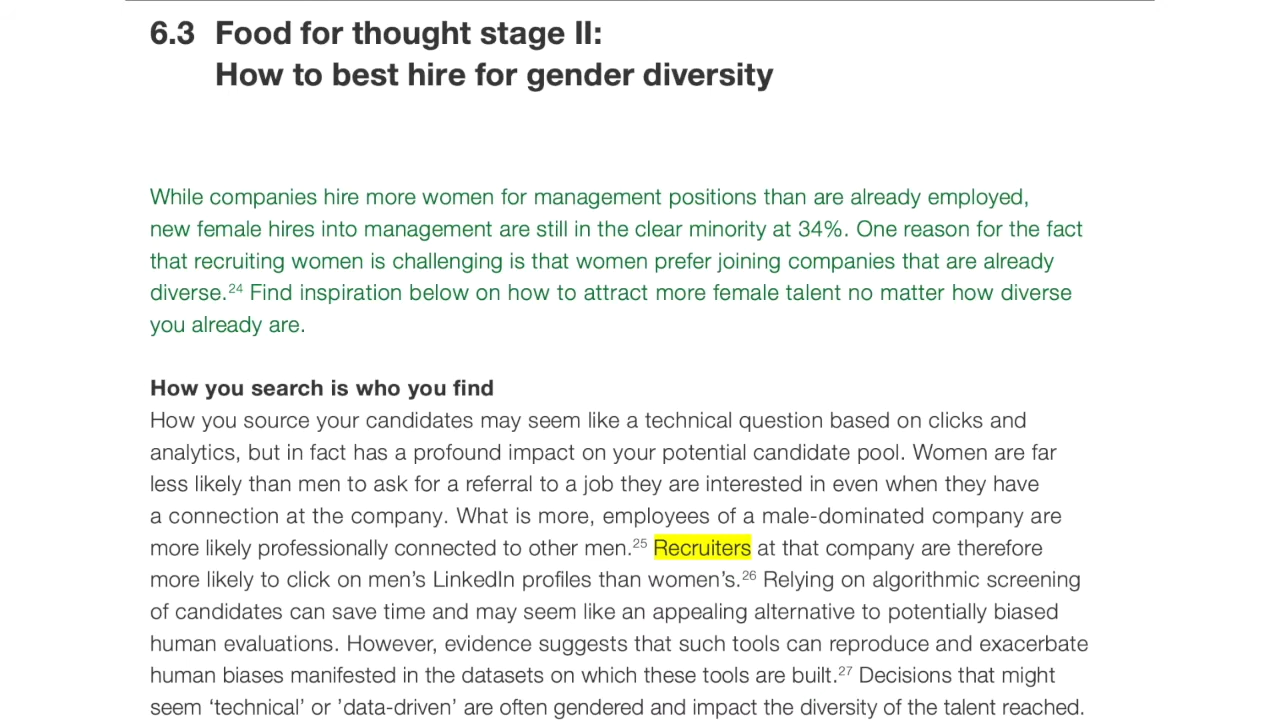 6.3 Food for thought stage II:
How to best hire for gender diversity
While companies hire more women for management positions than are already employed,
new female hires into management are still in the clear minority at 34%. One reason for the fact
that recruiting women is challenging is that women prefer joining companies that are already
diverse.²⁴ Find inspiration below on how to attract more female talent no matter how diverse
you already are.
How you search is who you find
How you source your candidates may seem like a technical question based on clicks and
analytics, but in fact has a profound impact on your potential candidate pool. Women are far
less likely than men to ask for a referral to a job they are interested in even when they have
a connection at the company. What is more, employees of a male-dominated company are
more likely professionally connected to other men.²⁵ Recruiters at that company are therefore
more likely to click on men’s LinkedIn profiles than women’s.²⁶ Relying on algorithmic screening
of candidates can save time and may seem like an appealing alternative to potentially biased
human evaluations. However, evidence suggests that such tools can reproduce and exacerbate
human biases manifested in the datasets on which these tools are built.²⁷ Decisions that might
seem ‘technical’ or ’data-driven’ are often gendered and impact the diversity of the talent reached.